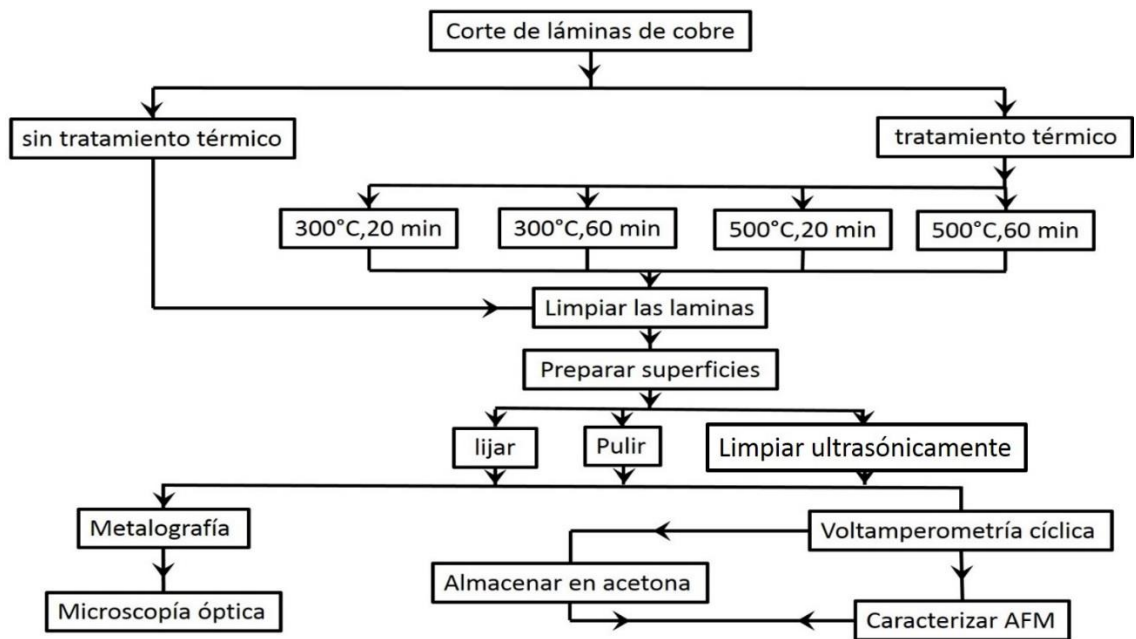 Corte de láminas de cobre
sin tratamiento térmico
tratamiento térmico
300°C,20 min
300°C,60 min
500°C,20 min
500°C,60 min
Limpiar las laminas
Preparar superficies
lijar
Pulir
Limpiar ultrasónicamente
Metalografía
Voltamperometría cíclica
Almacenar en acetona
Microscopía óptica
Caracterizar AFM